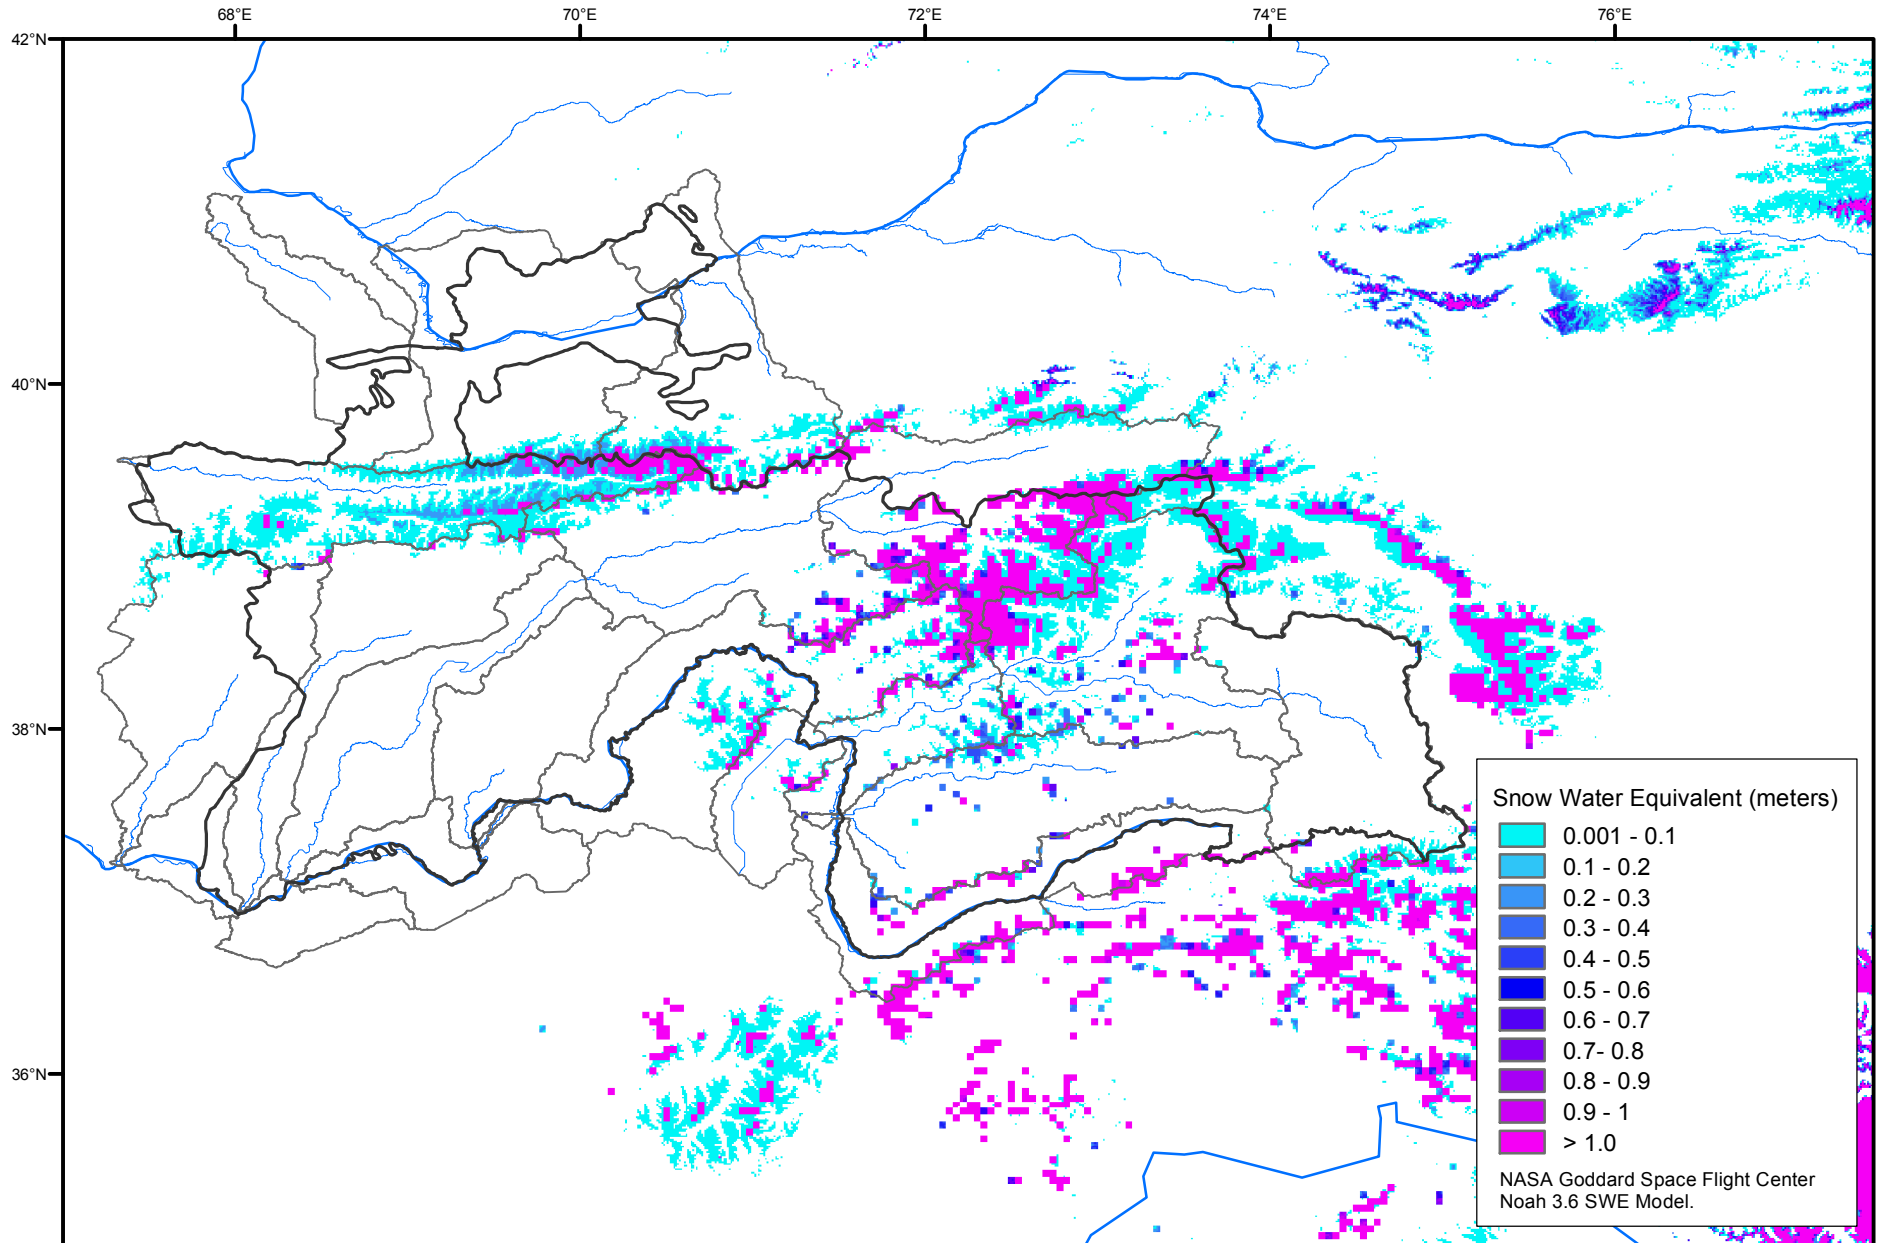 68°E
70°E
72°E
74°E
76°E
42°N
40°N
38°N
36°N
Snow Water Equivalent (meters)
0.001 - 0.1
0.1 - 0.2
0.2 - 0.3
0.3 - 0.4
0.4 - 0.5
0.5 - 0.6
0.6 - 0.7
0.7- 0.8
0.8 - 0.9
0.9 - 1
> 1.0
NASA Goddard Space Flight Center
Noah 3.6 SWE Model.